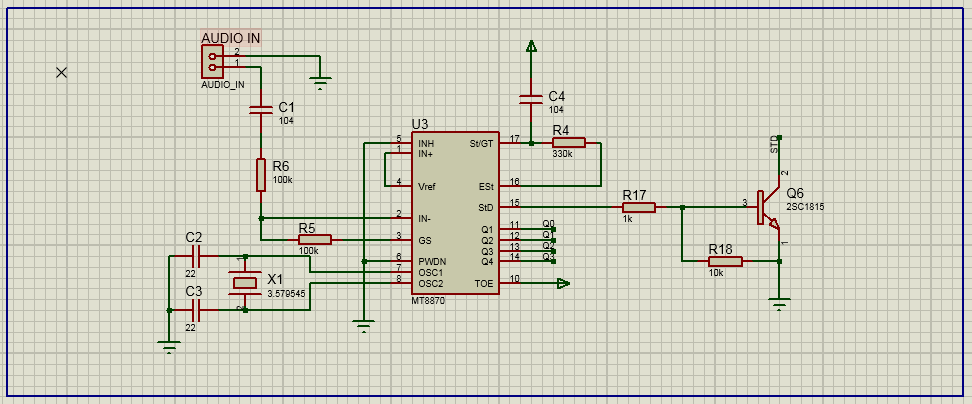 AUDIO IN
2
1
AUDIO_IN
C1
104
R6
100k
R5
100k
C2
22
C3
22
X1
3.579545
1
2
U3
MT8870
5 INH
1 IN+
4 Vref
2 IN-
3 GS
6 PWDN
7 OSC1
8 OSC2
St/GT 17
ESt 16
StD 15
Q1 11 Q0
Q2 12 Q1
Q3 13 Q2
Q4 14 Q3
TOE 10
C4
104
R4
330k
R17
1k
R18
10k
STD
2
3
1
Q6
2SC1815